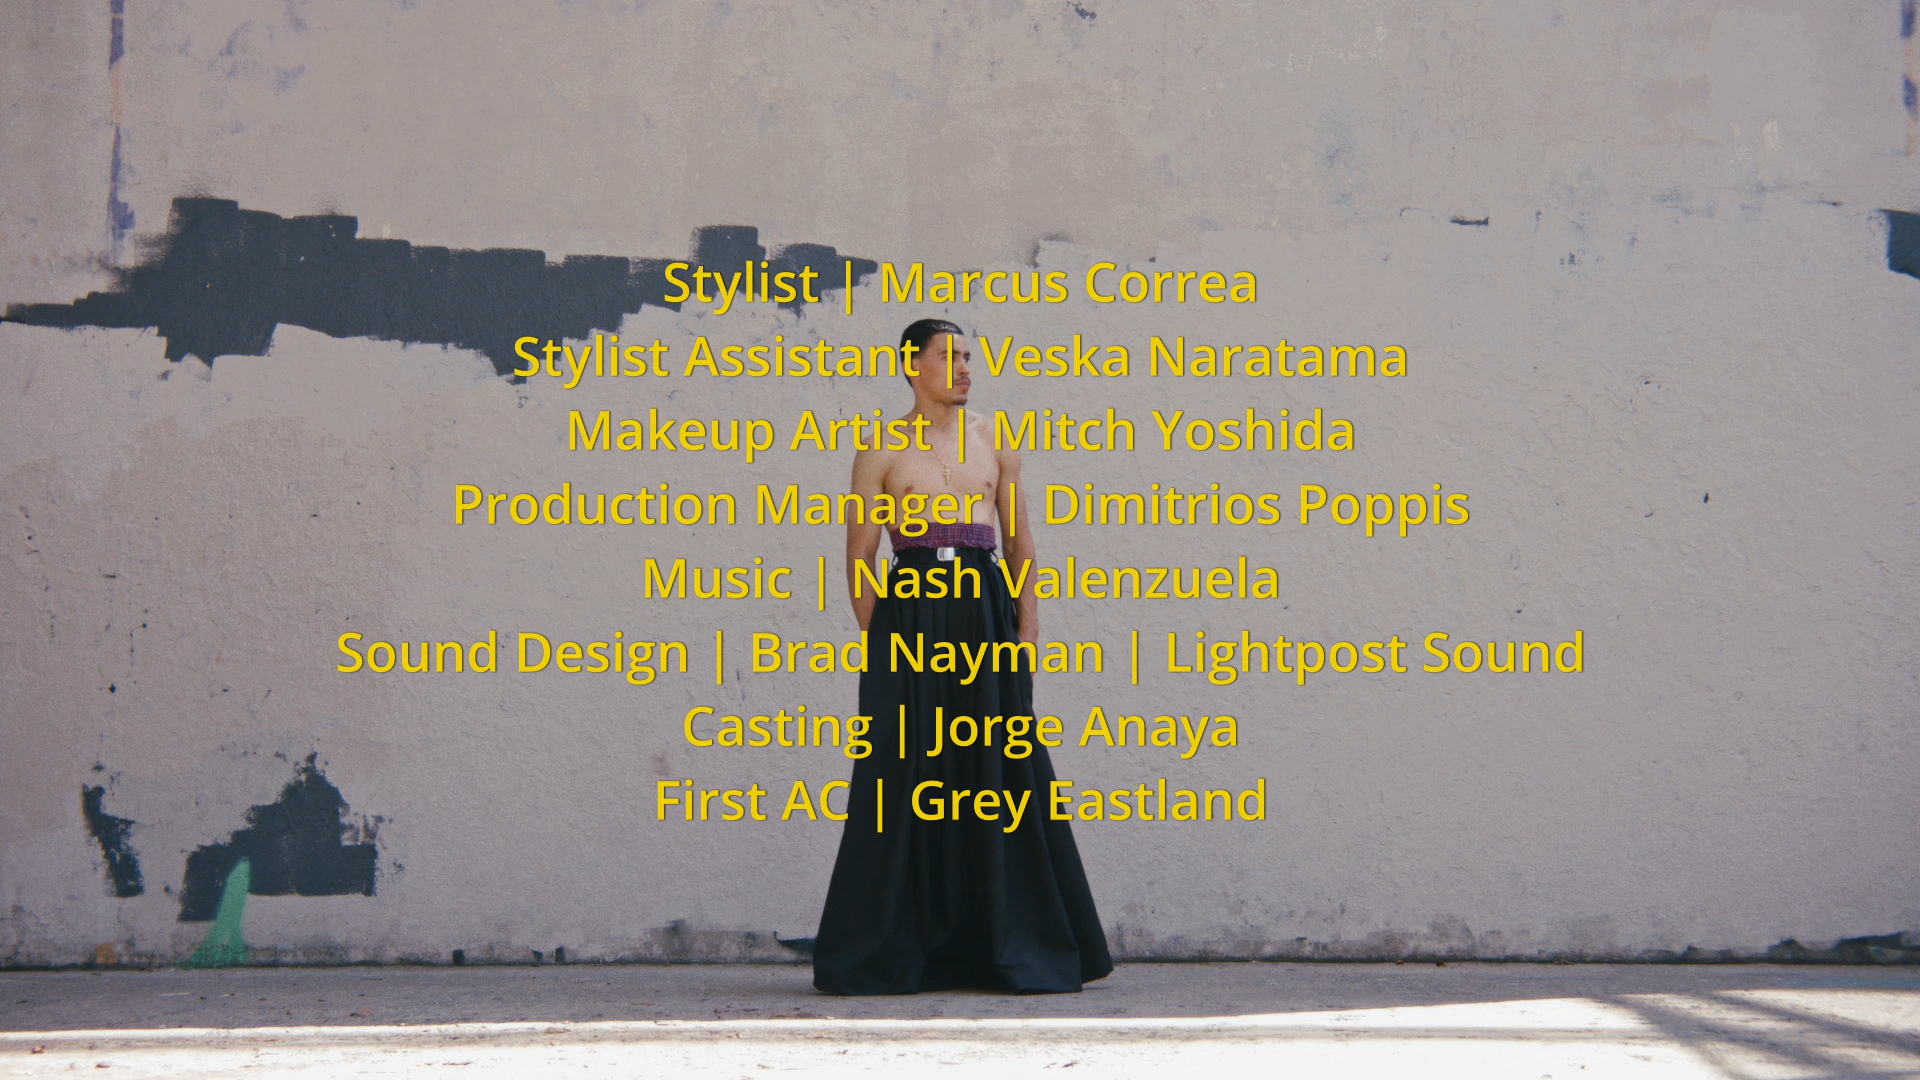 Stylist | Marcus Correa
Stylist Assistant | Veska Naratama
Makeup Artist | Mitch Yoshida
Production Manager | Dimitrios Poppis
Music | Nash Valenzuela
Sound Design | Brad Nayman | Lightpost Sound
Casting | Jorge Anaya
First AC | Grey Eastland